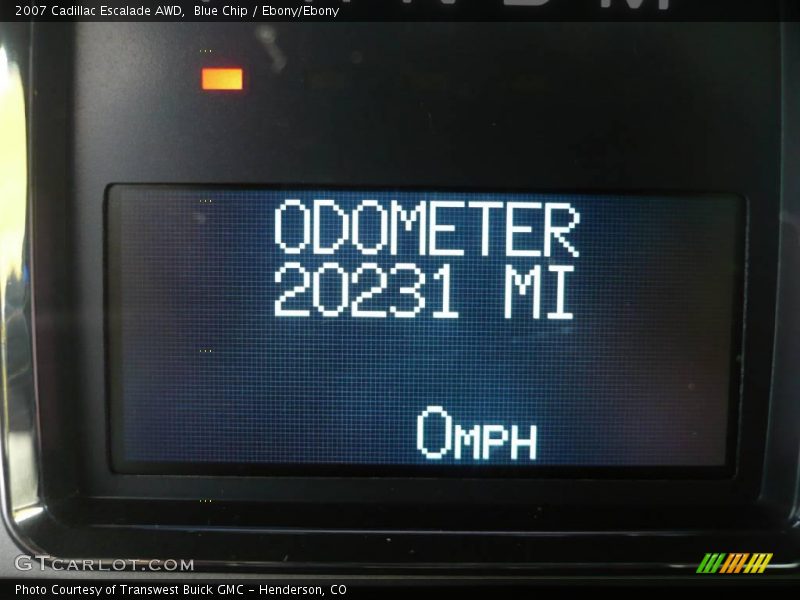 2007 Cadillac Escalade AWD,  Blue Chip / Ebony/Ebony
ODOMETER
20231 MI
0MPH
GTCARLOT.COM
Photo Courtesy of Transwest Buick GMC - Henderson, CO